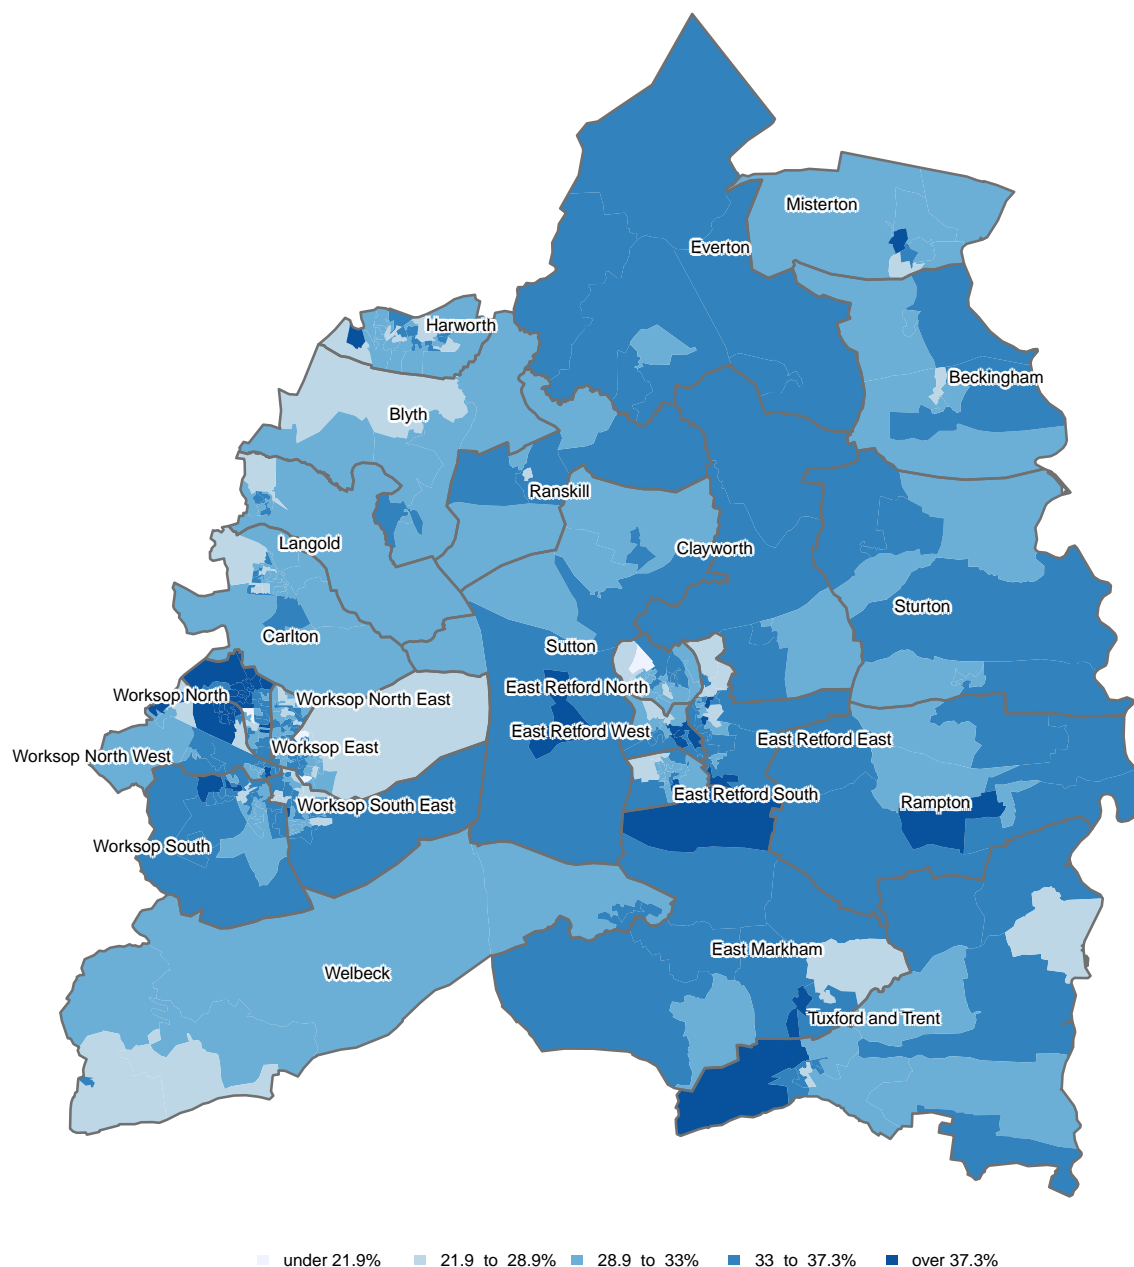 Misterton
Everton
Harworth
Beckingham
Blyth
Ranskill
Langold
Clayworth
Sturton
Carlton
Sutton
East Retford North
Worksop North
Worksop North East
East Retford West
East Retford East
Worksop East
Worksop North West
East Retford South
Rampton
Worksop South East
Worksop South
East Markham
Welbeck
Tuxford and Trent
under 21.9%
21.9 to 28.9%
28.9 to 33%
33 to 37.3%
over 37.3%